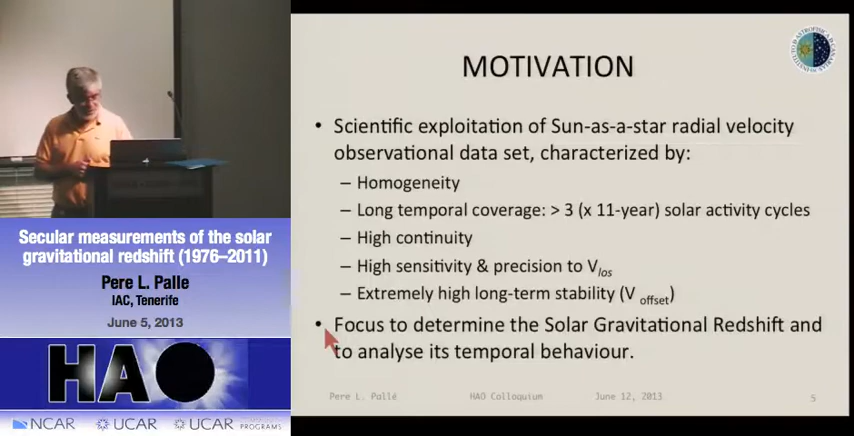 MOTIVATION
• Scientific exploitation of Sun-as-a-star radial velocity
observational data set, characterized by:
– Homogeneity
– Long temporal coverage: > 3 (x 11-year) solar activity cycles
– High continuity
– High sensitivity & precision to Vlos
– Extremely high long-term stability (V offset)
• Focus to determine the Solar Gravitational Redshift and
to analyse its temporal behaviour.
Pere L. Pallé HAO Colloquium June 12, 2013 5
Secular measurements of the solar
gravitational redshift (1976–2011)
Pere L. Palle
IAC, Tenerife
June 5, 2013
HAO
NCAR UCAR UCAR COMMUNITY PROGRAMS